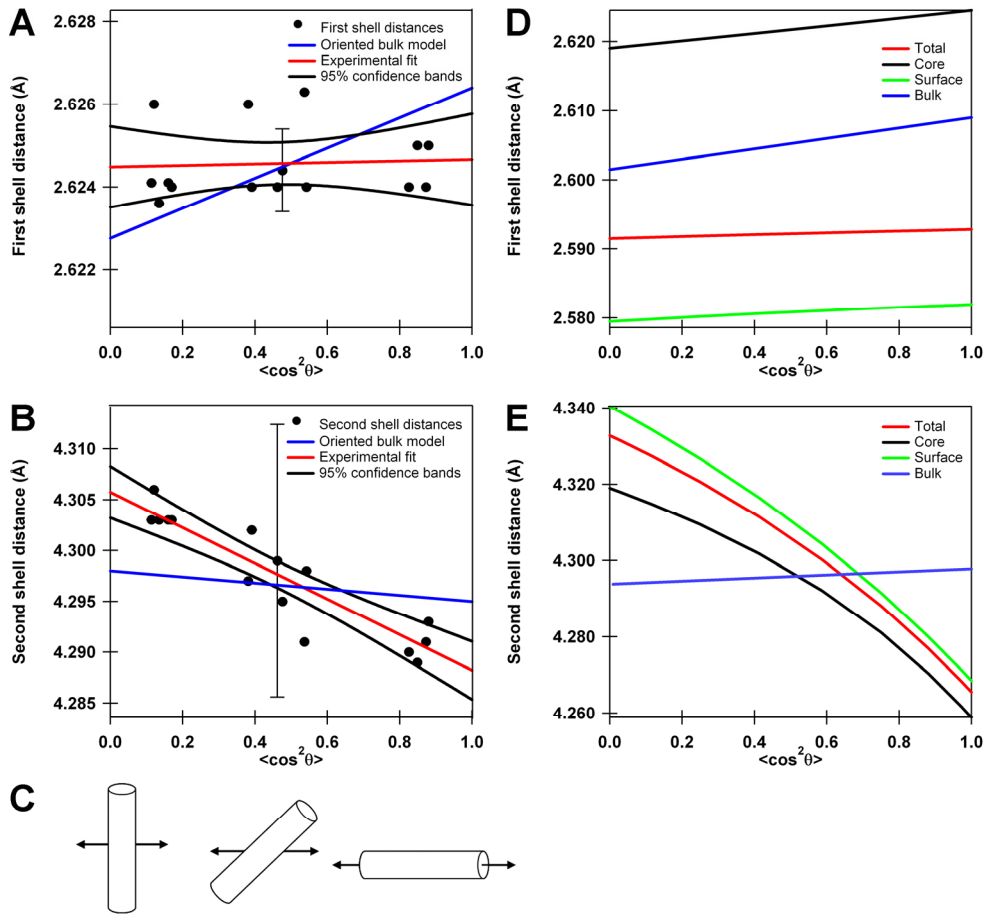 A
First shell distance (Å)
2.628
2.626
2.624
2.622
First shell distances
Oriented bulk model
Experimental fit
95% confidence bands
0.0 0.2 0.4 0.6 0.8 1.0
<cos²θ>
D
First shell distance (Å)
2.620
2.610
2.600
2.590
2.580
Total
Core
Surface
Bulk
0.0 0.2 0.4 0.6 0.8 1.0
<cos²θ>
B
Second shell distance (Å)
4.310
4.305
4.300
4.295
4.290
4.285
Second shell distances
Oriented bulk model
Experimental fit
95% confidence bands
0.0 0.2 0.4 0.6 0.8 1.0
<cos²θ>
E
Second shell distance (Å)
4.340
4.320
4.300
4.280
4.260
Total
Core
Surface
Bulk
0.0 0.2 0.4 0.6 0.8 1.0
<cos²θ>
C